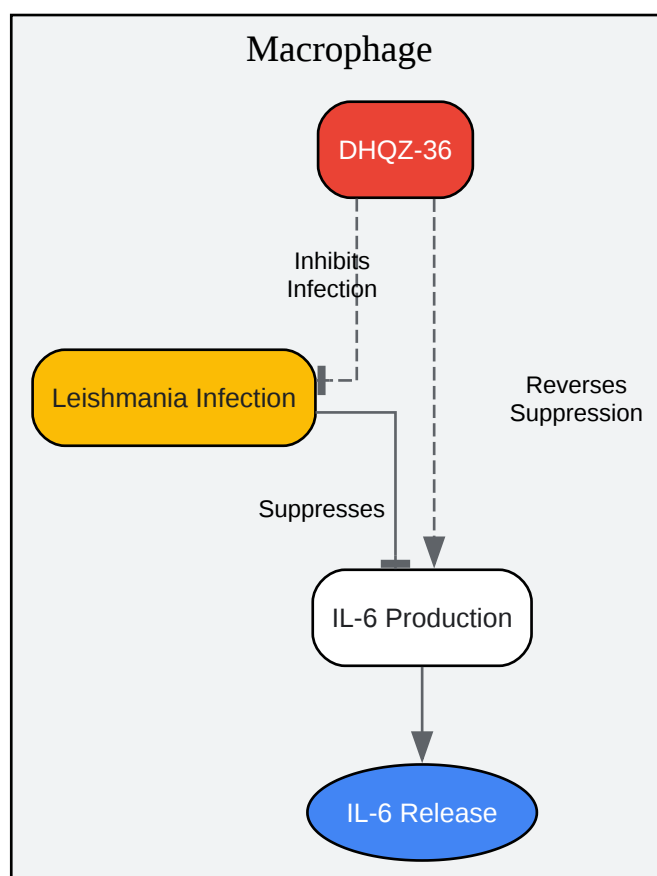 Macrophage
DHQZ-36
Inhibits
Infection
Leishmania Infection
Reverses
Suppression
Suppresses
IL-6 Production
IL-6 Release